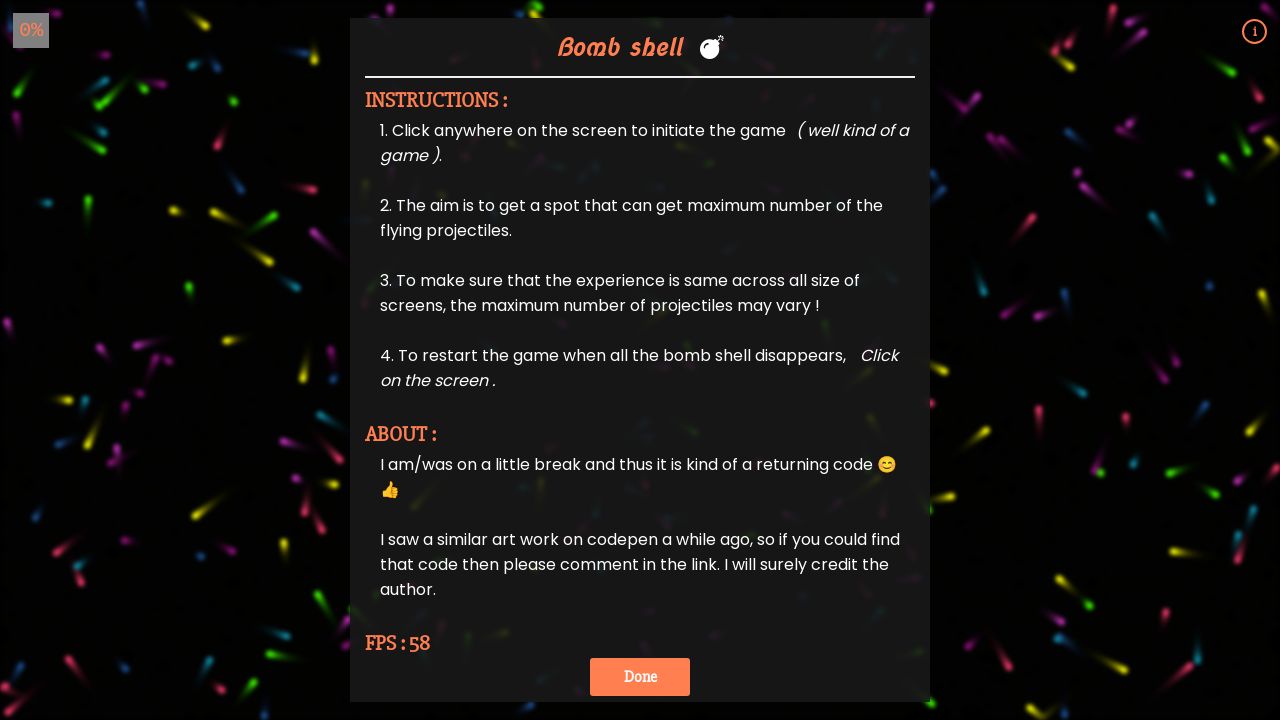 0%
i
Bomb shell 💣
INSTRUCTIONS :
1. Click anywhere on the screen to initiate the game ( well kind of a
game ).
2. The aim is to get a spot that can get maximum number of the
flying projectiles.
3. To make sure that the experience is same across all size of
screens, the maximum number of projectiles may vary !
4. To restart the game when all the bomb shell disappears, Click
on the screen .
ABOUT :
I am/was on a little break and thus it is kind of a returning code 😊
👍
I saw a similar art work on codepen a while ago, so if you could find
that code then please comment in the link. I will surely credit the
author.
FPS : 58
Done